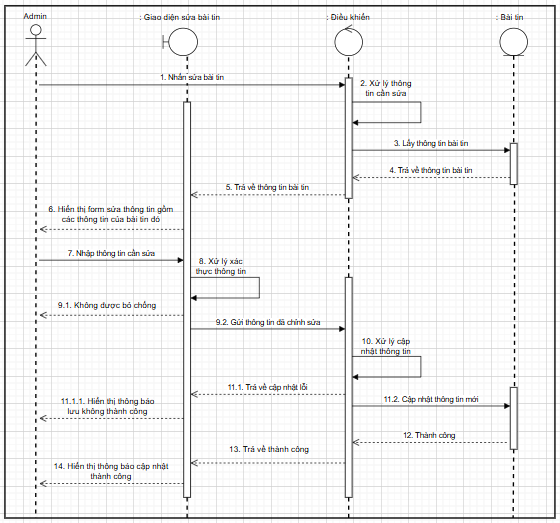 Admin
: Giao diện sửa bài tin
: Điều khiển
: Bài tin
1. Nhấn sửa bài tin
2. Xử lý thông
tin cần sửa
3. Lấy thông tin bài tin
4. Trả về thông tin bài tin
5. Trả về thông tin bài tin
6. Hiển thị form sửa thông tin gồm
các thông tin của bài tin đó
7. Nhập thông tin cần sửa
8. Xử lý xác
thực thông tin
9.1. Không được bỏ chống
9.2. Gửi thông tin đã chỉnh sửa
10. Xử lý cập
nhật thông tin
11.1. Trả về cập nhật lỗi
11.1.1. Hiển thị thông báo
lưu không thành công
11.2. Cập nhật thông tin mới
12. Thành công
13. Trả về thành công
14. Hiển thị thông báo cập nhật
thành công